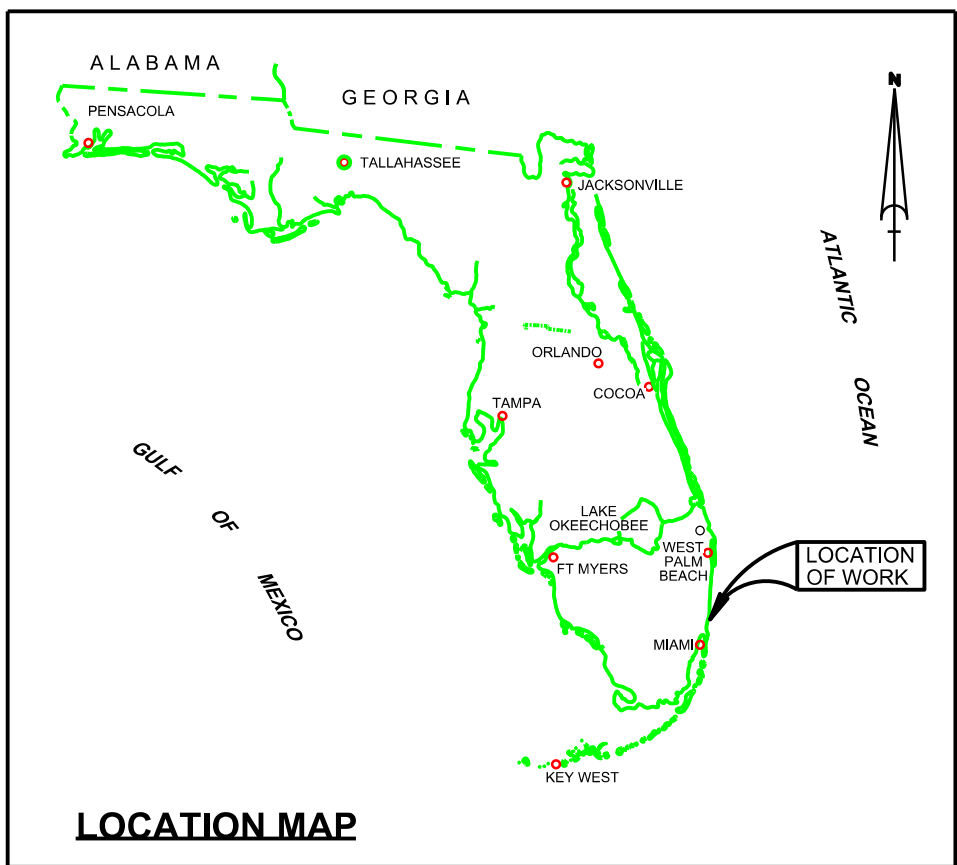 ALABAMA
GEORGIA
N
PENSACOLA
TALLAHASSEE
JACKSONVILLE
ATLANTIC
OCEAN
ORLANDO
COCOA
TAMPA
GULF
OF
MEXICO
LAKE
OKEECHOBEE
WEST
PALM
BEACH
FT MYERS
LOCATION
OF WORK
MIAMI
KEY WEST
LOCATION MAP